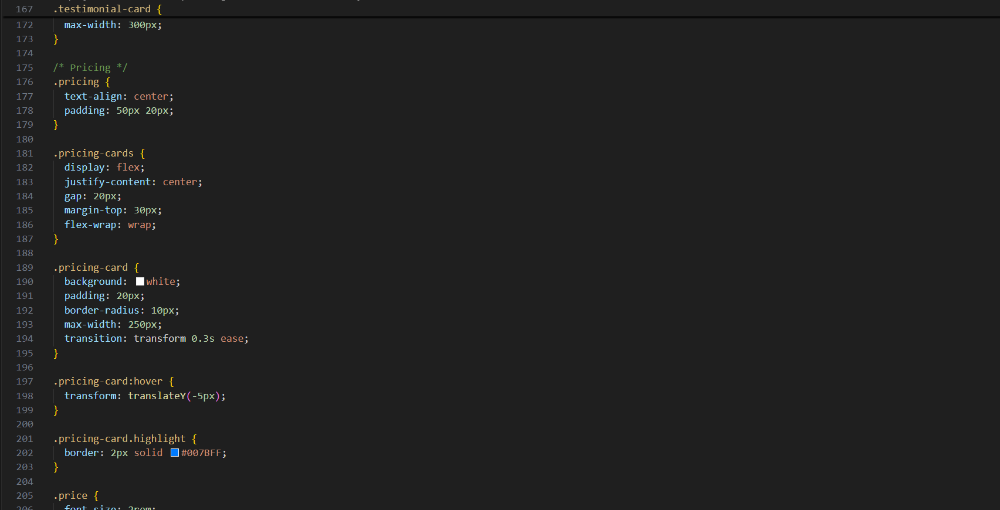 167 .testimonial-card {
172 max-width: 300px;
173 }
174
175 /* Pricing */
176 .pricing {
177 text-align: center;
178 padding: 50px 20px;
179 }
180
181 .pricing-cards {
182 display: flex;
183 justify-content: center;
184 gap: 20px;
185 margin-top: 30px;
186 flex-wrap: wrap;
187 }
188
189 .pricing-card {
190 background: white;
191 padding: 20px;
192 border-radius: 10px;
193 max-width: 250px;
194 transition: transform 0.3s ease;
195 }
196
197 .pricing-card:hover {
198 transform: translateY(-5px);
199 }
200
201 .pricing-card.highlight {
202 border: 2px solid #007BFF;
203 }
204
205 .price {
206 font-size: 2rem;